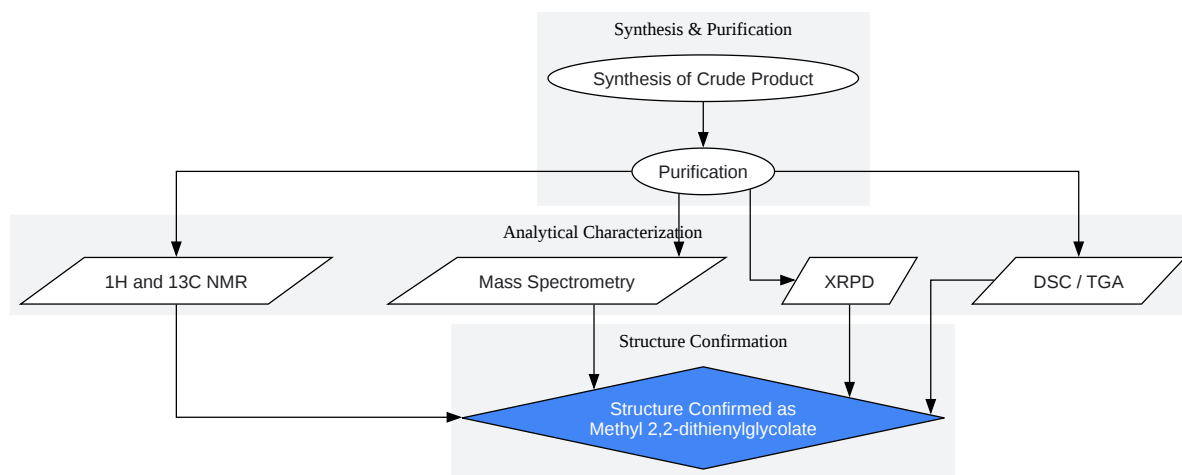 Synthesis & Purification
Synthesis of Crude Product
Purification
Analytical Characterization
1H and 13C NMR
Mass Spectrometry
XRPD
DSC / TGA
Structure Confirmation
Structure Confirmed as
Methyl 2,2-dithienylglycolate